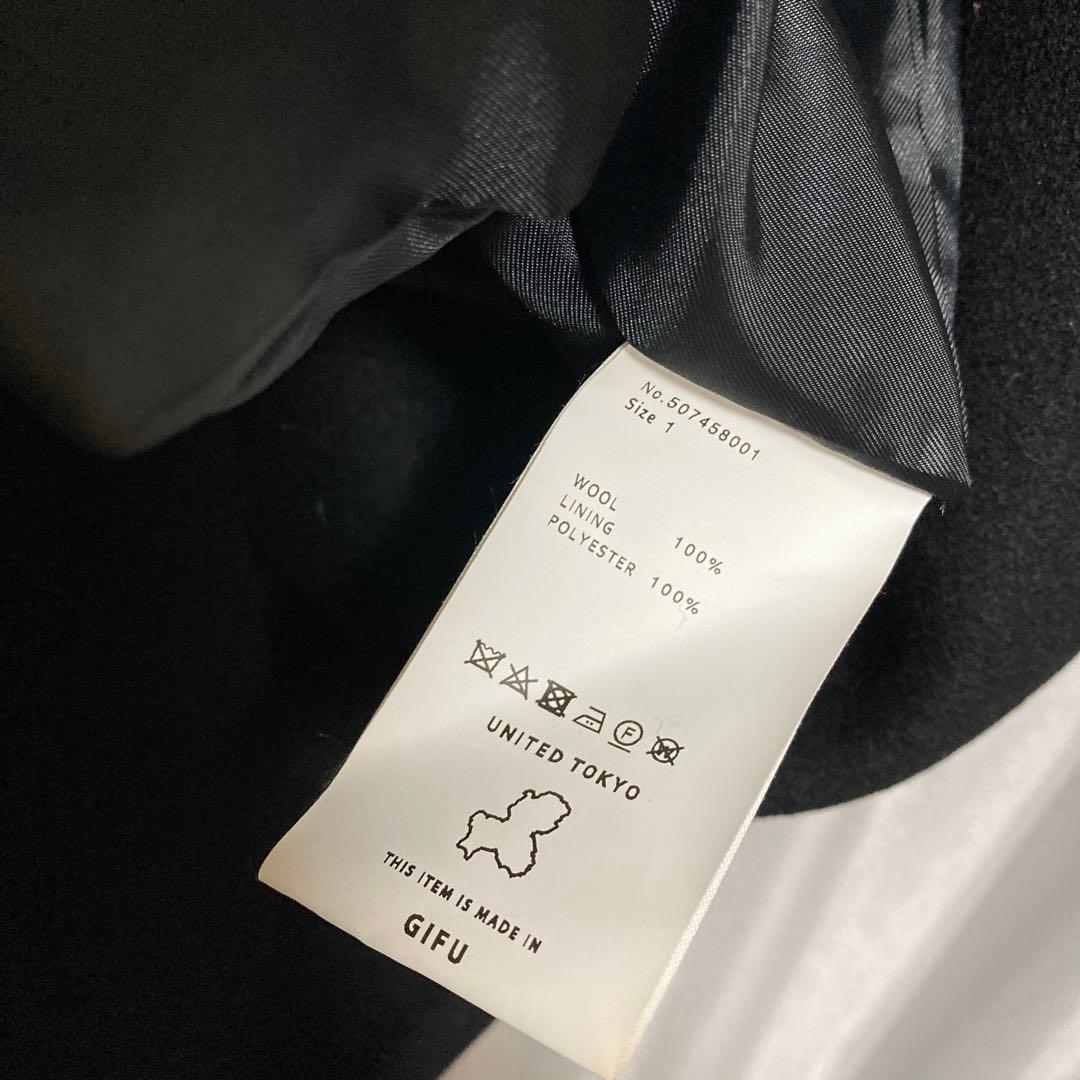 No.507458001
Size 1
WOOL 100%
LINING
POLYESTER 100%
F
W
UNITED TOKYO
THIS ITEM IS MADE IN
GIFU